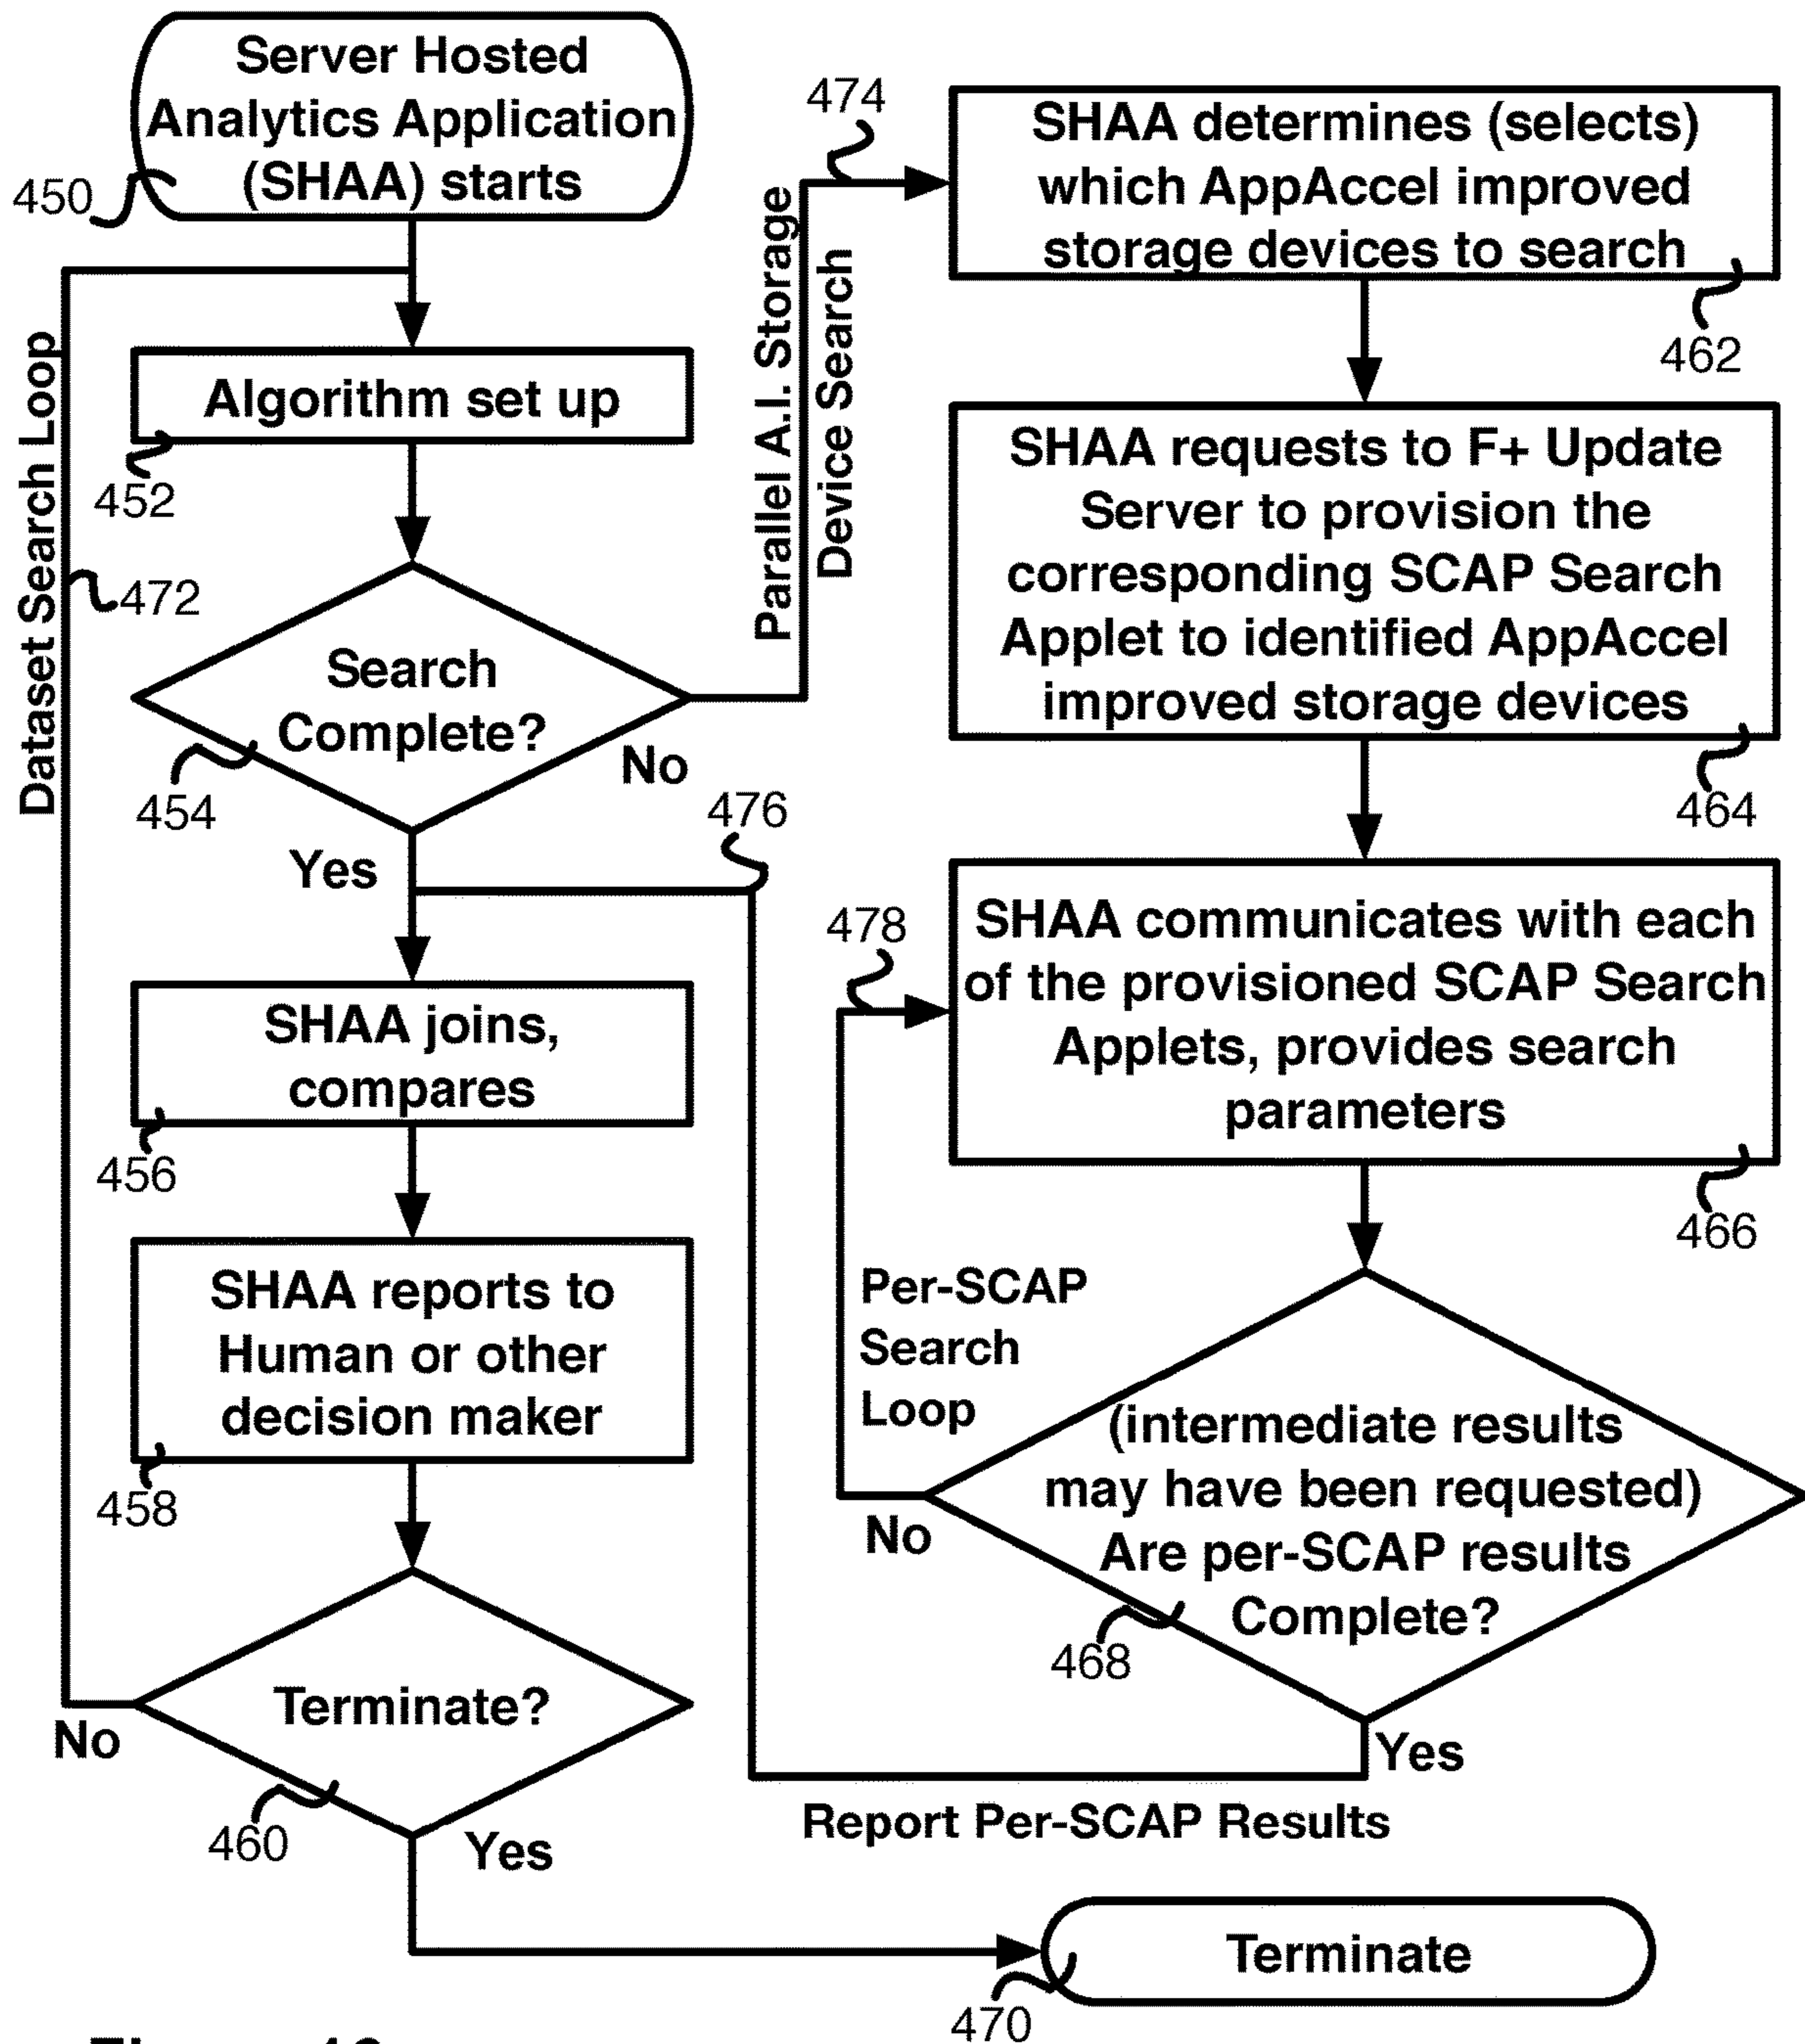 Server Hosted
Analytics Application
(SHAA) starts
450
Dataset Search Loop
472
Algorithm set up
452
Search
Complete?
454
No
Yes
Parallel A.I. Storage
Device Search
474
476
SHAA joins,
compares
456
SHAA reports to
Human or other
decision maker
458
Terminate?
460
No
Yes
SHAA determines (selects)
which AppAccel improved
storage devices to search
462
SHAA requests to F+ Update
Server to provision the
corresponding SCAP Search
Applet to identified AppAccel
improved storage devices
464
478
SHAA communicates with each
of the provisioned SCAP Search
Applets, provides search
parameters
466
Per-SCAP
Search
Loop
(intermediate results
may have been requested)
Are per-SCAP results
Complete?
468
No
Yes
Report Per-SCAP Results
Terminate
470